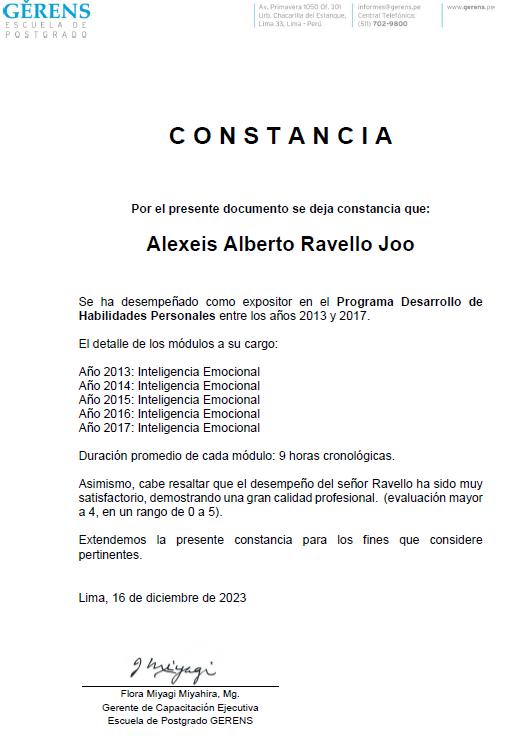 GĒRENS
ESCUELA DE
POSTGRADO
Av. Primavera 1050 Of. 301
Urb. Chacarilla del Estanque,
Lima 33, Lima - Perú
informes@gerens.pe
Central Telefónica:
(511) 702-9800
www.gerens.pe
CONSTANCIA
Por el presente documento se deja constancia que:
Alexeis Alberto Ravello Joo
Se ha desempeñado como expositor en el Programa Desarrollo de
Habilidades Personales entre los años 2013 y 2017.
El detalle de los módulos a su cargo:
Año 2013: Inteligencia Emocional
Año 2014: Inteligencia Emocional
Año 2015: Inteligencia Emocional
Año 2016: Inteligencia Emocional
Año 2017: Inteligencia Emocional
Duración promedio de cada módulo: 9 horas cronológicas.
Asimismo, cabe resaltar que el desempeño del señor Ravello ha sido muy
satisfactorio, demostrando una gran calidad profesional. (evaluación mayor
a 4, en un rango de 0 a 5).
Extendemos la presente constancia para los fines que considere
pertinentes.
Lima, 16 de diciembre de 2023
J Miyagi
Flora Miyagi Miyahira, Mg.
Gerente de Capacitación Ejecutiva
Escuela de Postgrado GERENS